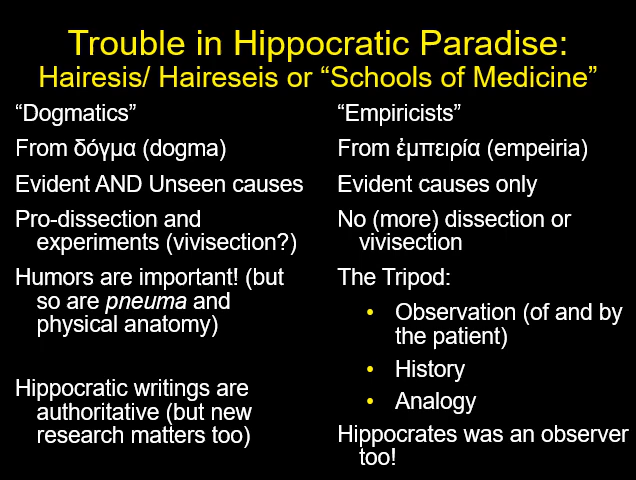 Trouble in Hippocratic Paradise:
Hairesis/ Haireseis or “Schools of Medicine”
“Dogmatics”
From δόγμα (dogma)
Evident AND Unseen causes
Pro-dissection and
experiments (vivisection?)
Humors are important! (but
so are pneuma and
physical anatomy)
Hippocratic writings are
authoritative (but new
research matters too)
“Empiricists”
From ἐμπειρία (empeiria)
Evident causes only
No (more) dissection or
vivisection
The Tripod:
• Observation (of and by
the patient)
• History
• Analogy
Hippocrates was an observer
too!